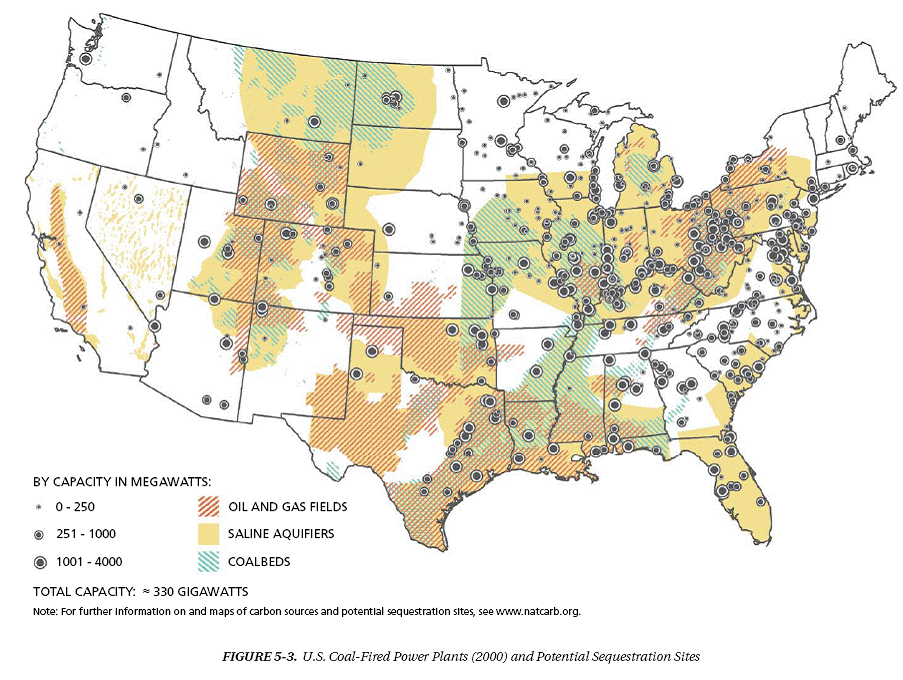 BY CAPACITY IN MEGAWATTS:
0 - 250
251 - 1000
1001 - 4000
OIL AND GAS FIELDS
SALINE AQUIFIERS
COALBEDS
TOTAL CAPACITY: ≈ 330 GIGAWATTS
Note: For further information on and maps of carbon sources and potential sequestration sites, see www.natcarb.org.
FIGURE 5-3. U.S. Coal-Fired Power Plants (2000) and Potential Sequestration Sites